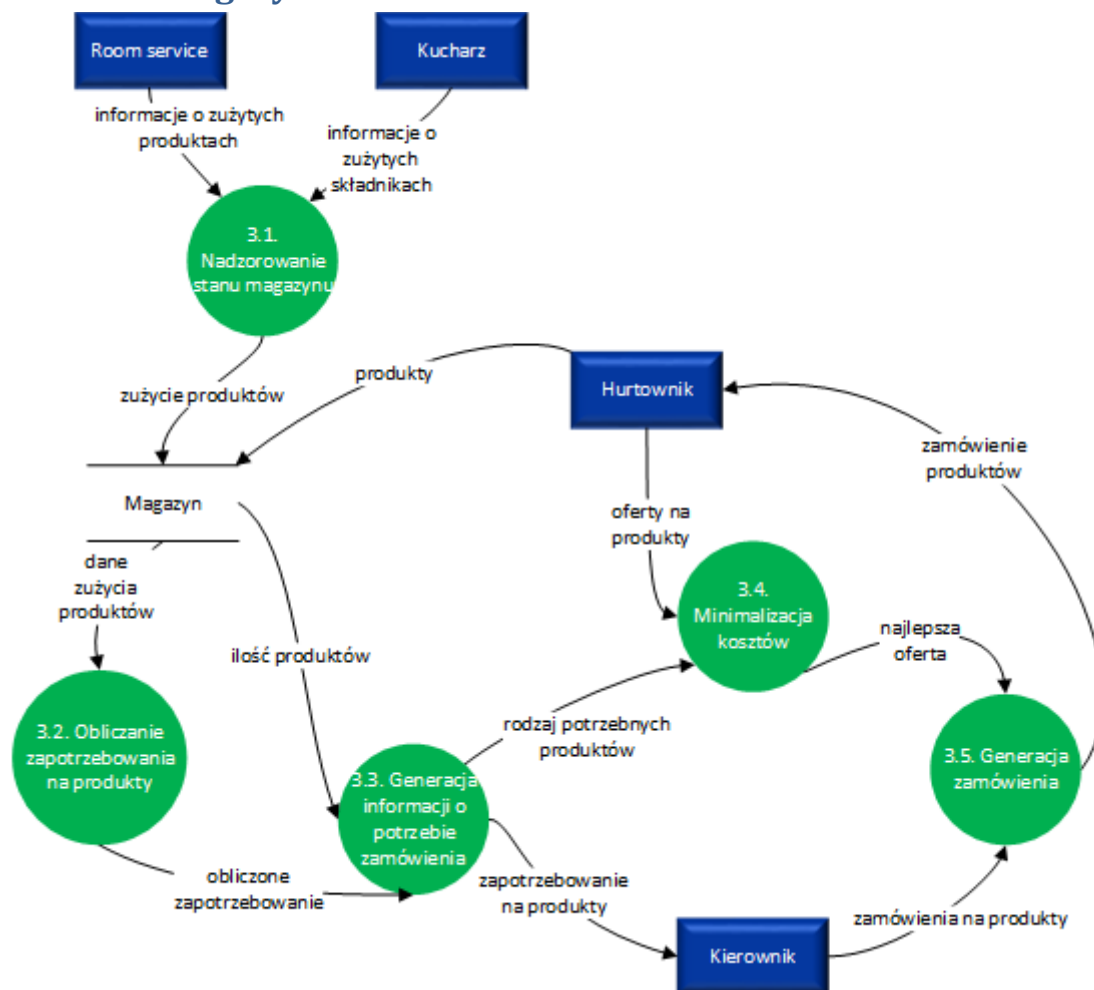 Room service
Kucharz
informacje o zużytych
produktach
informacje o
zużytych
składnikach
3.1.
Nadzorowanie
stanu magazynu
produkty
Hurtownik
zużycie produktów
zamówienie
produktów
Magazyn
oferty na
produkty
dane
zużycia
produktów
3.4.
Minimalizacja
kosztów
najlepsza
oferta
ilość produktów
3.2. Obliczanie
zapotrzebowania
na produkty
rodzaj potrzebnych
produktów
3.5. Generacja
zamówienia
3.3. Generacja
informacji o
potrzebie
zamówienia
obliczone
zapotrzebowanie
zapotrzebowanie
na produkty
zamówienia na produkty
Kierownik